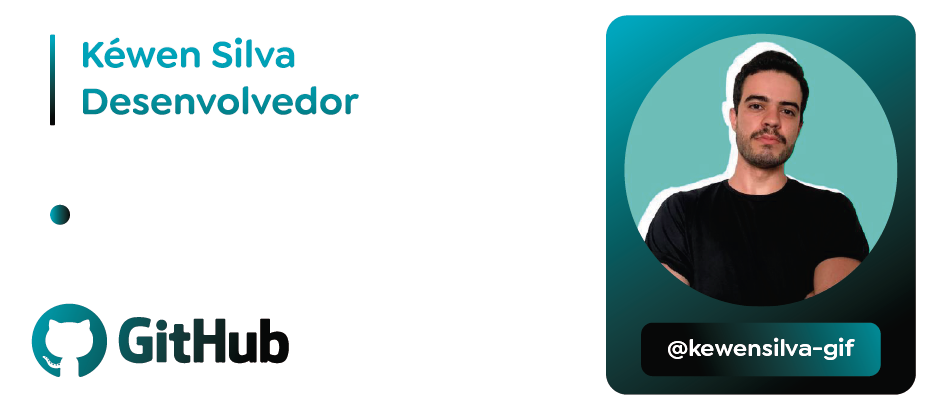 Kéwen Silva
Desenvolvedor
GitHub
@kewensilva-gif